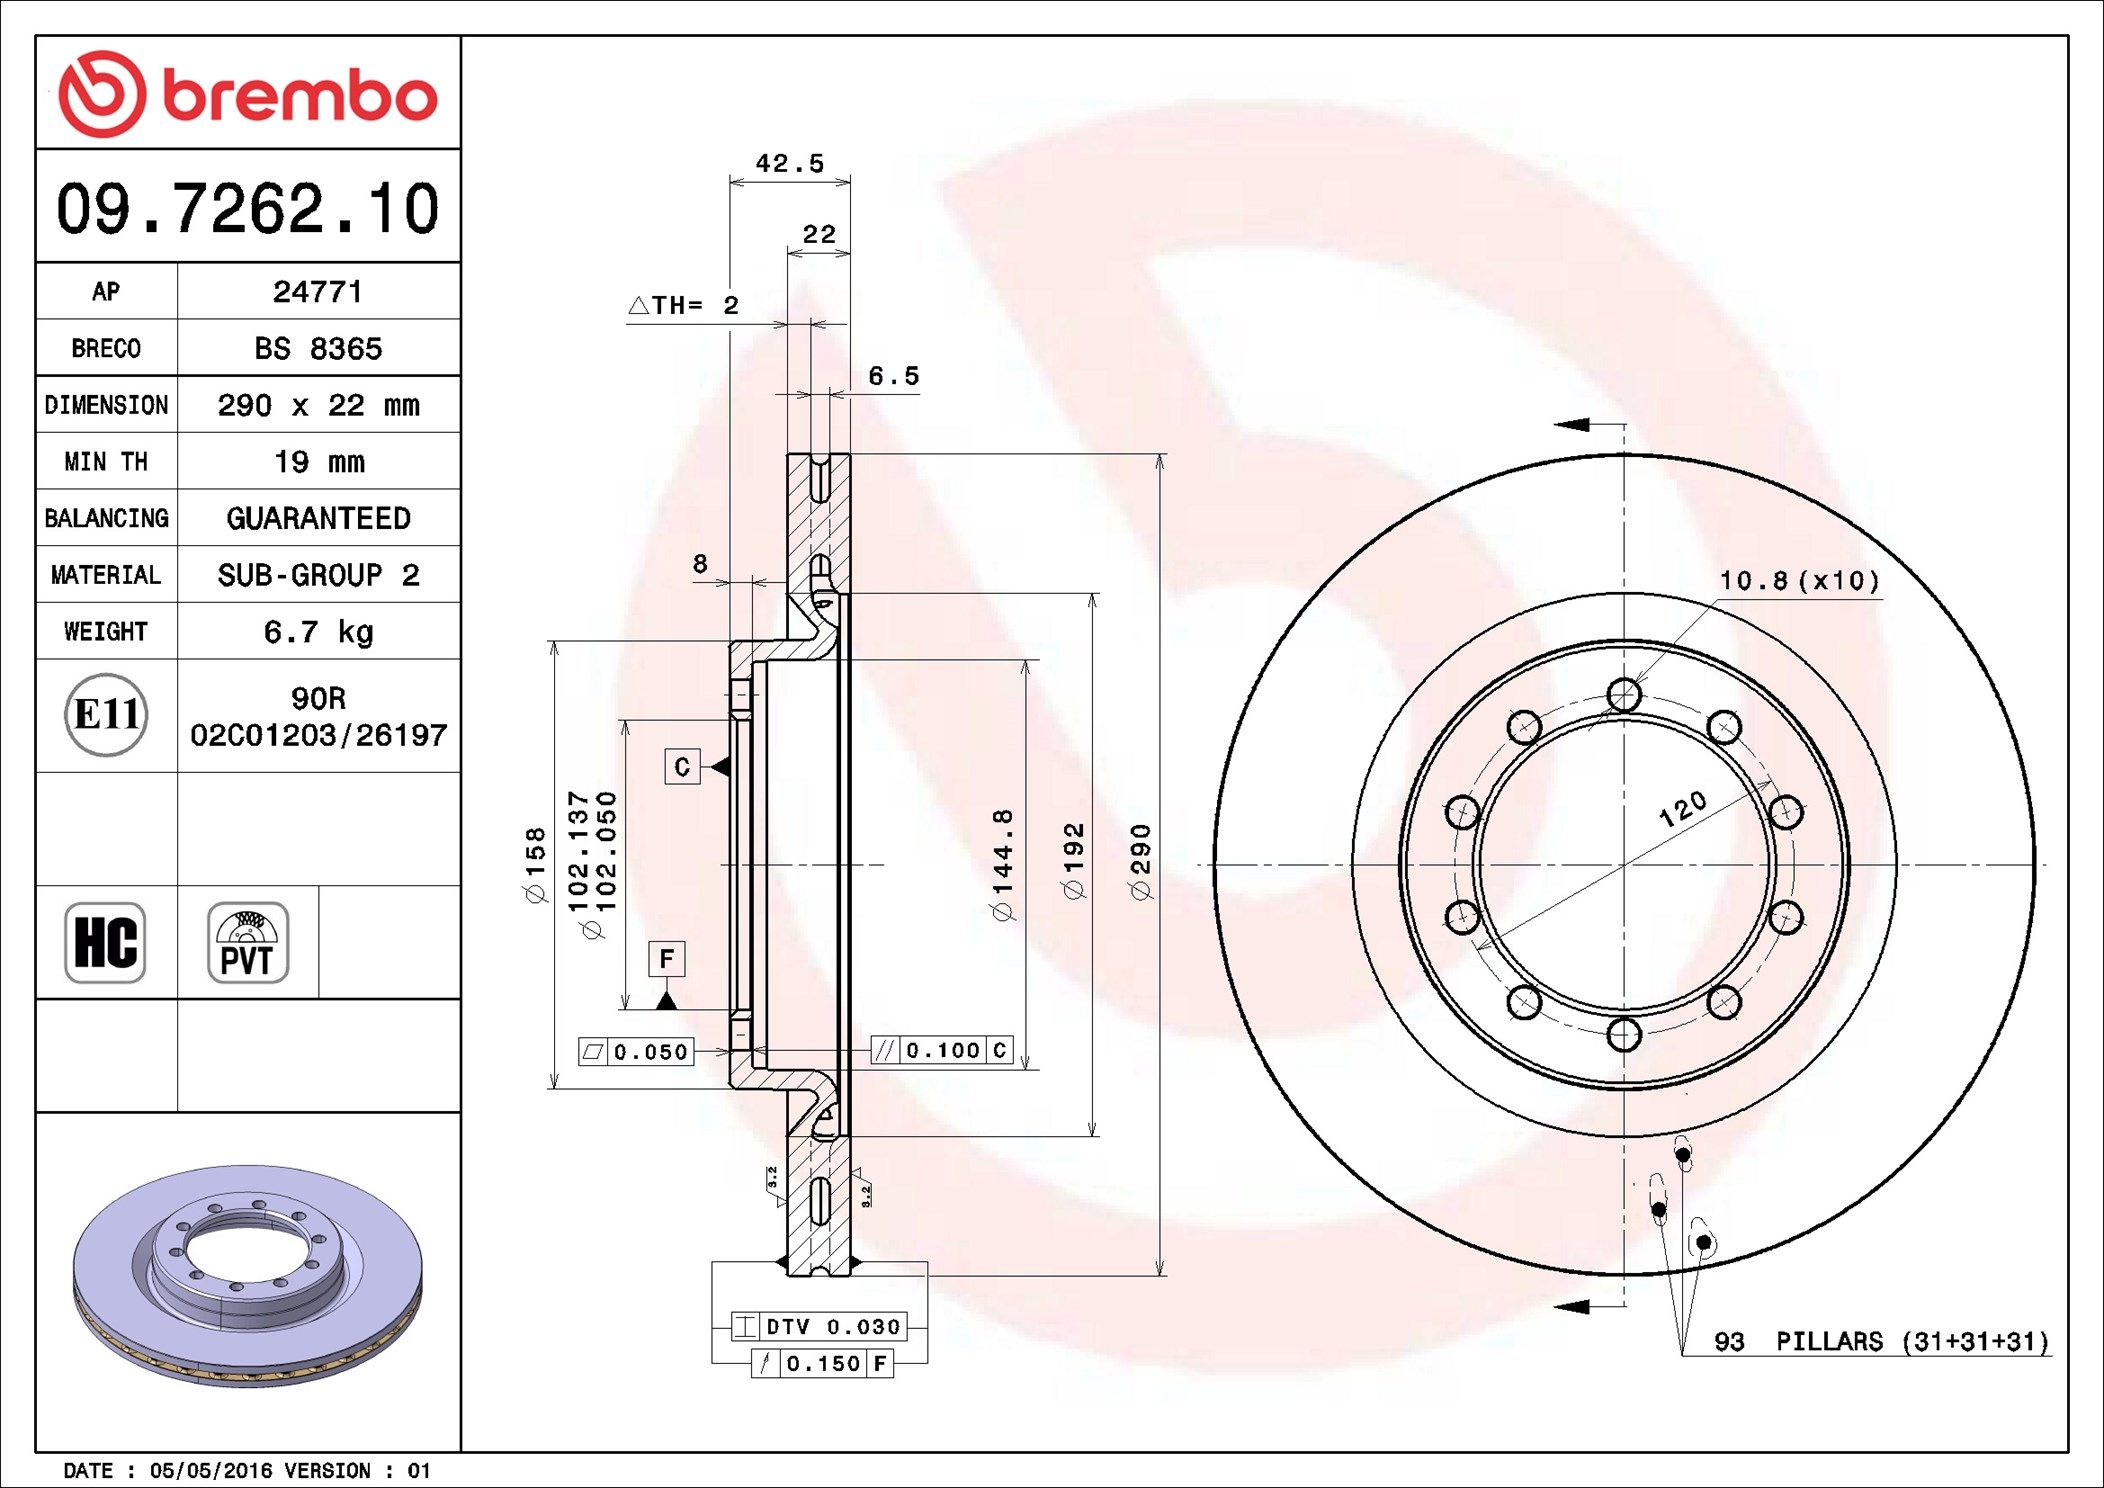 brembo
09.7262.10
AP 24771
BRECO BS 8365
DIMENSION 290 x 22 mm
MIN TH 19 mm
BALANCING GUARANTEED
MATERIAL SUB-GROUP 2
WEIGHT 6.7 kg
E11 90R
02C01203/26197
HC PVT
DATE : 05/05/2016 VERSION : 01
42.5
22
△TH= 2
6.5
8
C
⌀158
⌀ 102.137
102.050
F
⌀144.8
⌀192
⌀290
▱ 0.050
// 0.100 C
3.2
3.2
DTV 0.030
0.150 F
10.8(x10)
120
93 PILLARS (31+31+31)